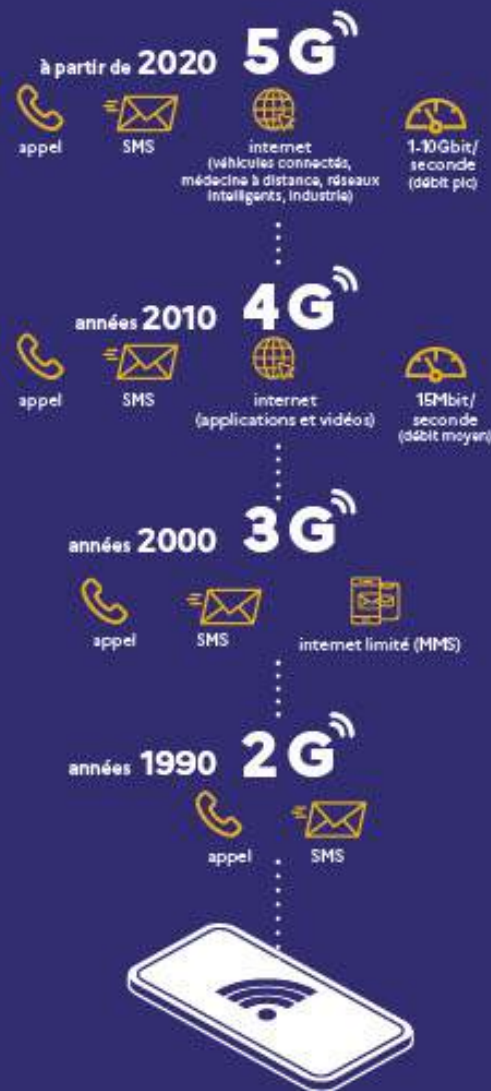 à partir de 2020 5G
appel
SMS
internet
(véhicules connectés,
médecine à distance, réseaux
intelligents, industrie)
1-10Gbit/
seconde
(débit pic)
années 2010 4G
appel
SMS
internet
(applications et vidéos)
15Mbit/
seconde
(débit moyen)
années 2000 3G
appel
SMS
internet limité (MMS)
années 1990 2G
appel
SMS